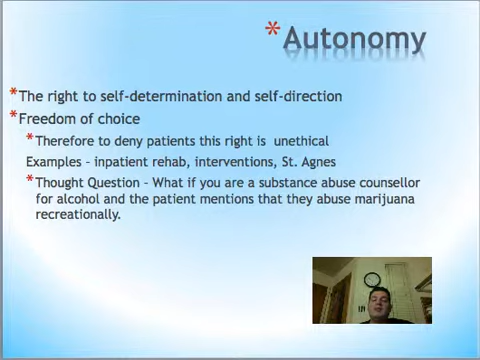 *Autonomy
*The right to self-determination and self-direction
*Freedom of choice
*Therefore to deny patients this right is unethical
Examples – inpatient rehab, interventions, St. Agnes
*Thought Question – What if you are a substance abuse counsellor
for alcohol and the patient mentions that they abuse marijuana
recreationally.